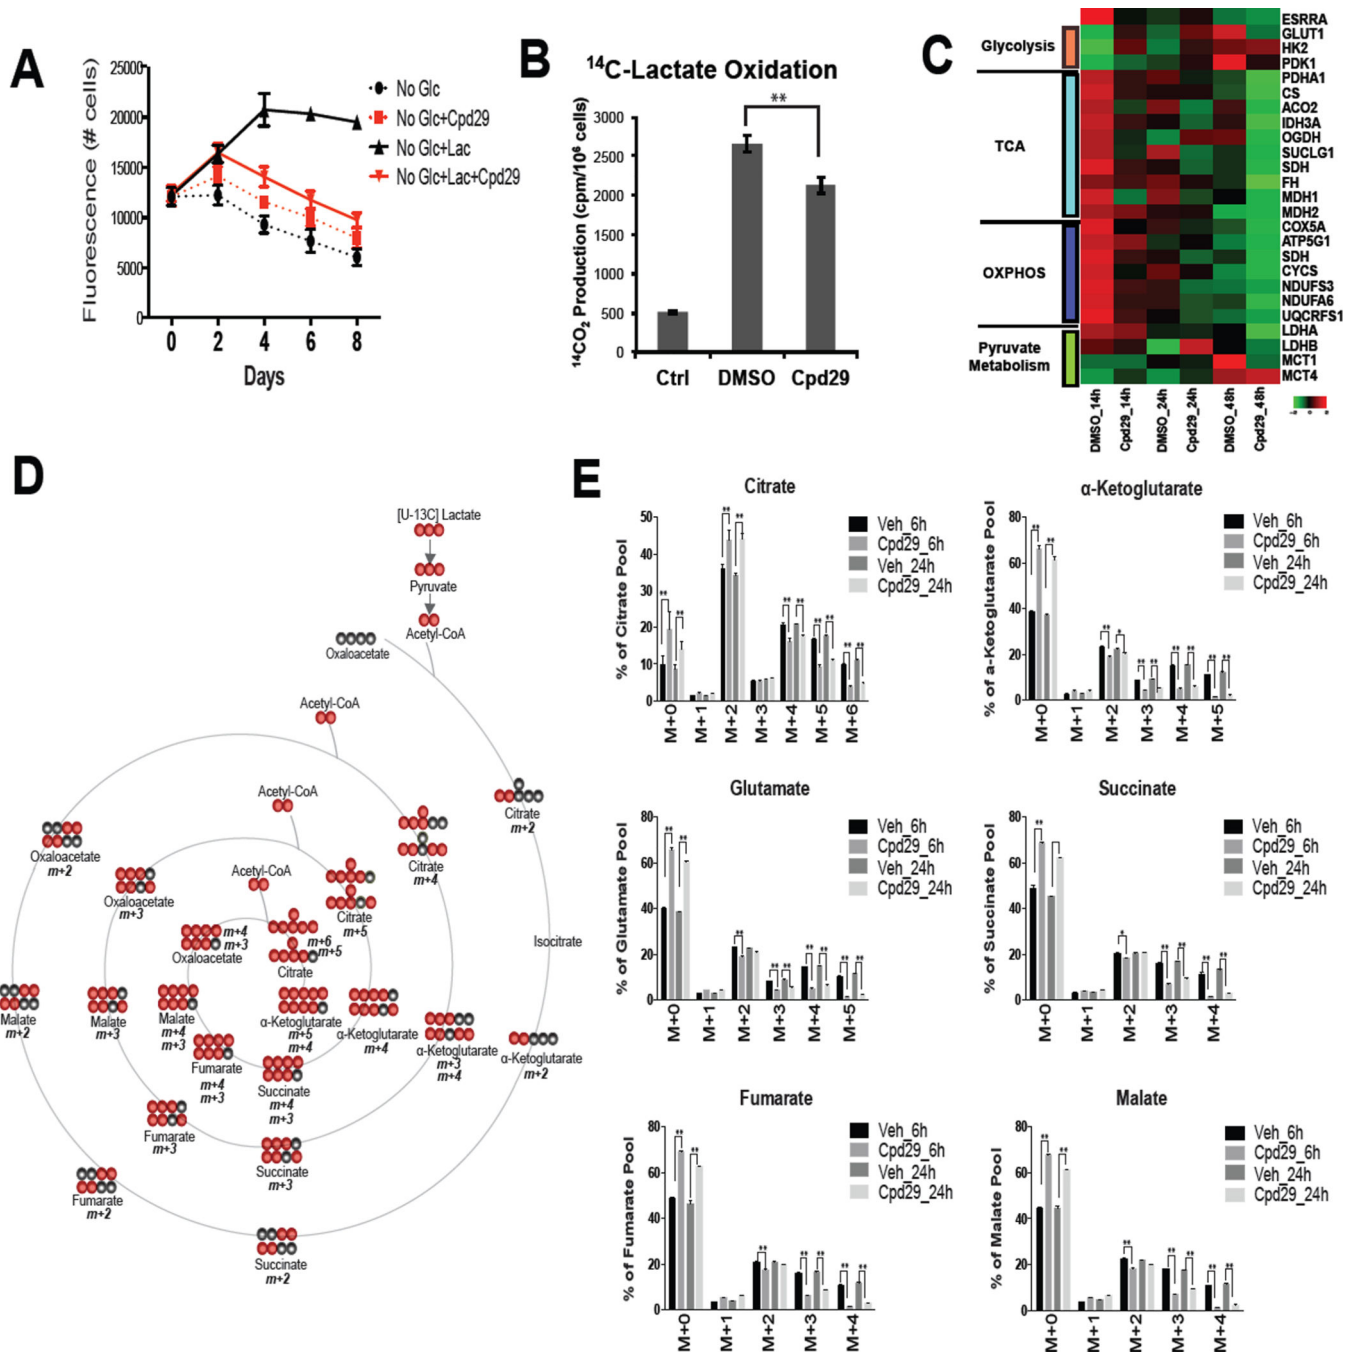 A
Fluorescence (# cells)
25000
20000
15000
10000
5000
0
0 2 4 6 8
Days
No Glc
No Glc+Cpd29
No Glc+Lac
No Glc+Lac+Cpd29
B
¹⁴C-Lactate Oxidation
**
¹⁴CO₂ Production (cpm/10⁶ cells)
3000
2500
2000
1500
1000
500
0
Ctrl DMSO Cpd29
C
Glycolysis
TCA
OXPHOS
Pyruvate
Metabolism
ESRRA
GLUT1
HK2
PDK1
PDHA1
CS
ACO2
IDH3A
OGDH
SUCLG1
SDH
FH
MDH1
MDH2
COX5A
ATP5G1
SDH
CYCS
NDUFS3
NDUFA6
UQCRFS1
LDHA
LDHB
MCT1
MCT4
DMSO_14h
Cpd29_14h
DMSO_24h
Cpd29_24h
DMSO_48h
Cpd29_48h
D
[U-13C] Lactate
Pyruvate
Acetyl-CoA
Oxaloacetate
Acetyl-CoA
Acetyl-CoA
Acetyl-CoA
Citrate
m+2
Citrate
m+4
Citrate
m+5
m+6
m+5
Citrate
Isocitrate
Oxaloacetate
m+2
Oxaloacetate
m+3
m+4
m+3
Oxaloacetate
Malate
m+2
Malate
m+3
Malate
m+4
m+3
α-Ketoglutarate
m+5
m+4
α-Ketoglutarate
m+4
α-Ketoglutarate
m+3
m+4
α-Ketoglutarate
m+2
Fumarate
m+4
m+3
Succinate
m+4
m+3
Fumarate
m+3
Succinate
m+3
Fumarate
m+2
Succinate
m+2
E
Citrate
% of Citrate Pool
50
40
30
20
10
0
M+0 M+1 M+2 M+3 M+4 M+5 M+6
** ** ** ** ** ** ** ** ** **
Veh_6h
Cpd29_6h
Veh_24h
Cpd29_24h
α-Ketoglutarate
% of a-Ketoglutarate Pool
80
60
40
20
0
M+0 M+1 M+2 M+3 M+4 M+5
** ** ** * ** ** ** ** ** **
Veh_6h
Cpd29_6h
Veh_24h
Cpd29_24h
Glutamate
% of Glutamate Pool
80
60
40
20
0
M+0 M+1 M+2 M+3 M+4 M+5
** ** ** ** ** ** ** ** **
Veh_6h
Cpd29_6h
Veh_24h
Cpd29_24h
Succinate
% of Succinate Pool
80
60
40
20
0
M+0 M+1 M+2 M+3 M+4
** * ** ** ** **
Veh_6h
Cpd29_6h
Veh_24h
Cpd29_24h
Fumarate
% of Fumarate Pool
80
60
40
20
0
M+0 M+1 M+2 M+3 M+4
** ** ** ** ** ** **
Veh_6h
Cpd29_6h
Veh_24h
Cpd29_24h
Malate
% of Malate Pool
80
60
40
20
0
M+0 M+1 M+2 M+3 M+4
** ** ** ** ** ** **
Veh_6h
Cpd29_6h
Veh_24h
Cpd29_24h